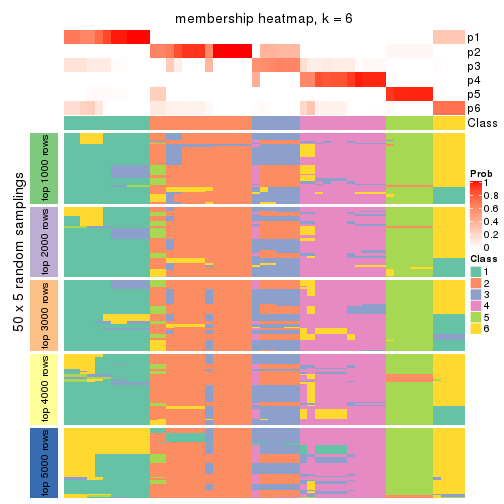 membership heatmap, k = 6
p1
p2
p3
p4
p5
p6
Class
50 x 5 random samplings
top 1000 rows
top 2000 rows
top 3000 rows
top 4000 rows
top 5000 rows
Prob
1
0.8
0.6
0.4
0.2
0
Class
1
2
3
4
5
6